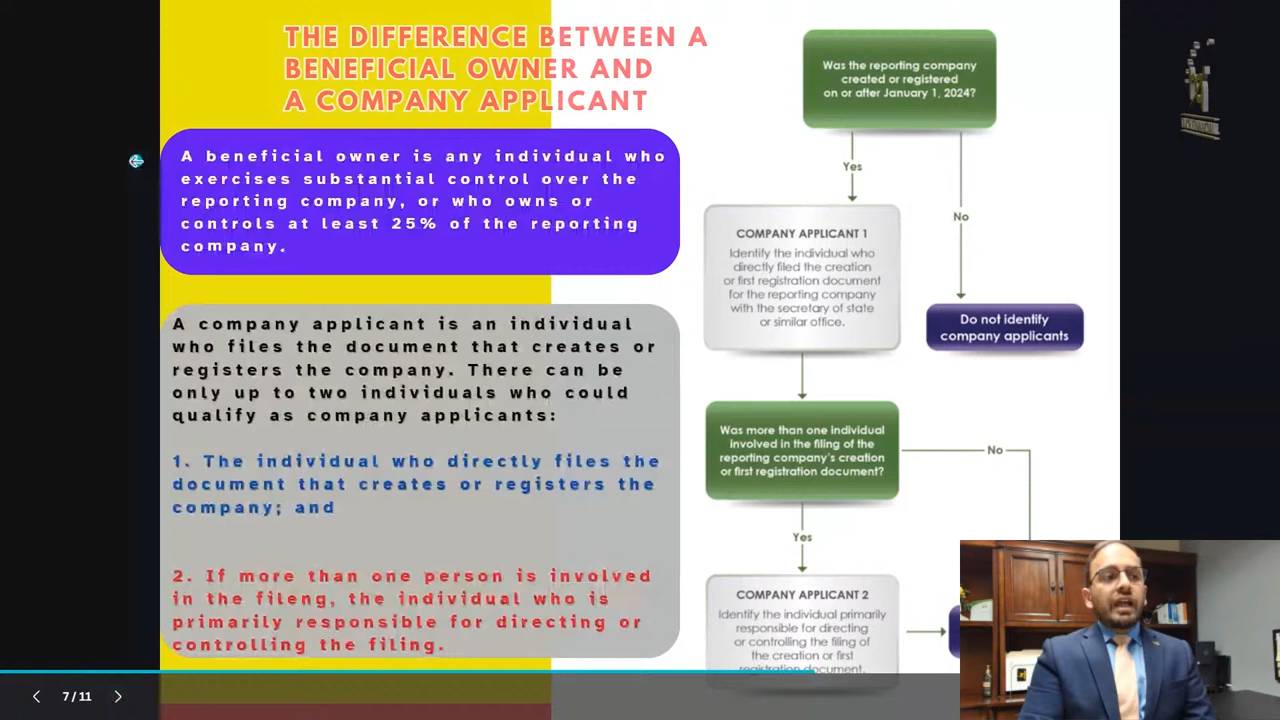 THE DIFFERENCE BETWEEN A
BENEFICIAL OWNER AND
A COMPANY APPLICANT
A beneficial owner is any individual who
exercises substantial control over the
reporting company, or who owns or
controls at least 25% of the reporting
company.
A company applicant is an individual
who files the document that creates or
registers the company. There can be
only up to two individuals who could
qualify as company applicants:
1. The individual who directly files the
document that creates or registers the
company; and
2. If more than one person is involved
in the fileng, the individual who is
primarily responsible for directing or
controlling the filing.
Was the reporting company
created or registered
on or after January 1, 2024?
Yes
No
COMPANY APPLICANT 1
Identify the individual who
directly filed the creation
or first registration document
for the reporting company
with the secretary of state
or similar office.
Do not identify
company applicants
Was more than one individual
involved in the filing of the
reporting company's creation
or first registration document?
No
Yes
COMPANY APPLICANT 2
Identify the individual primarily
responsible for directing
or controlling the filing of
the creation or first
registration document.
7/11